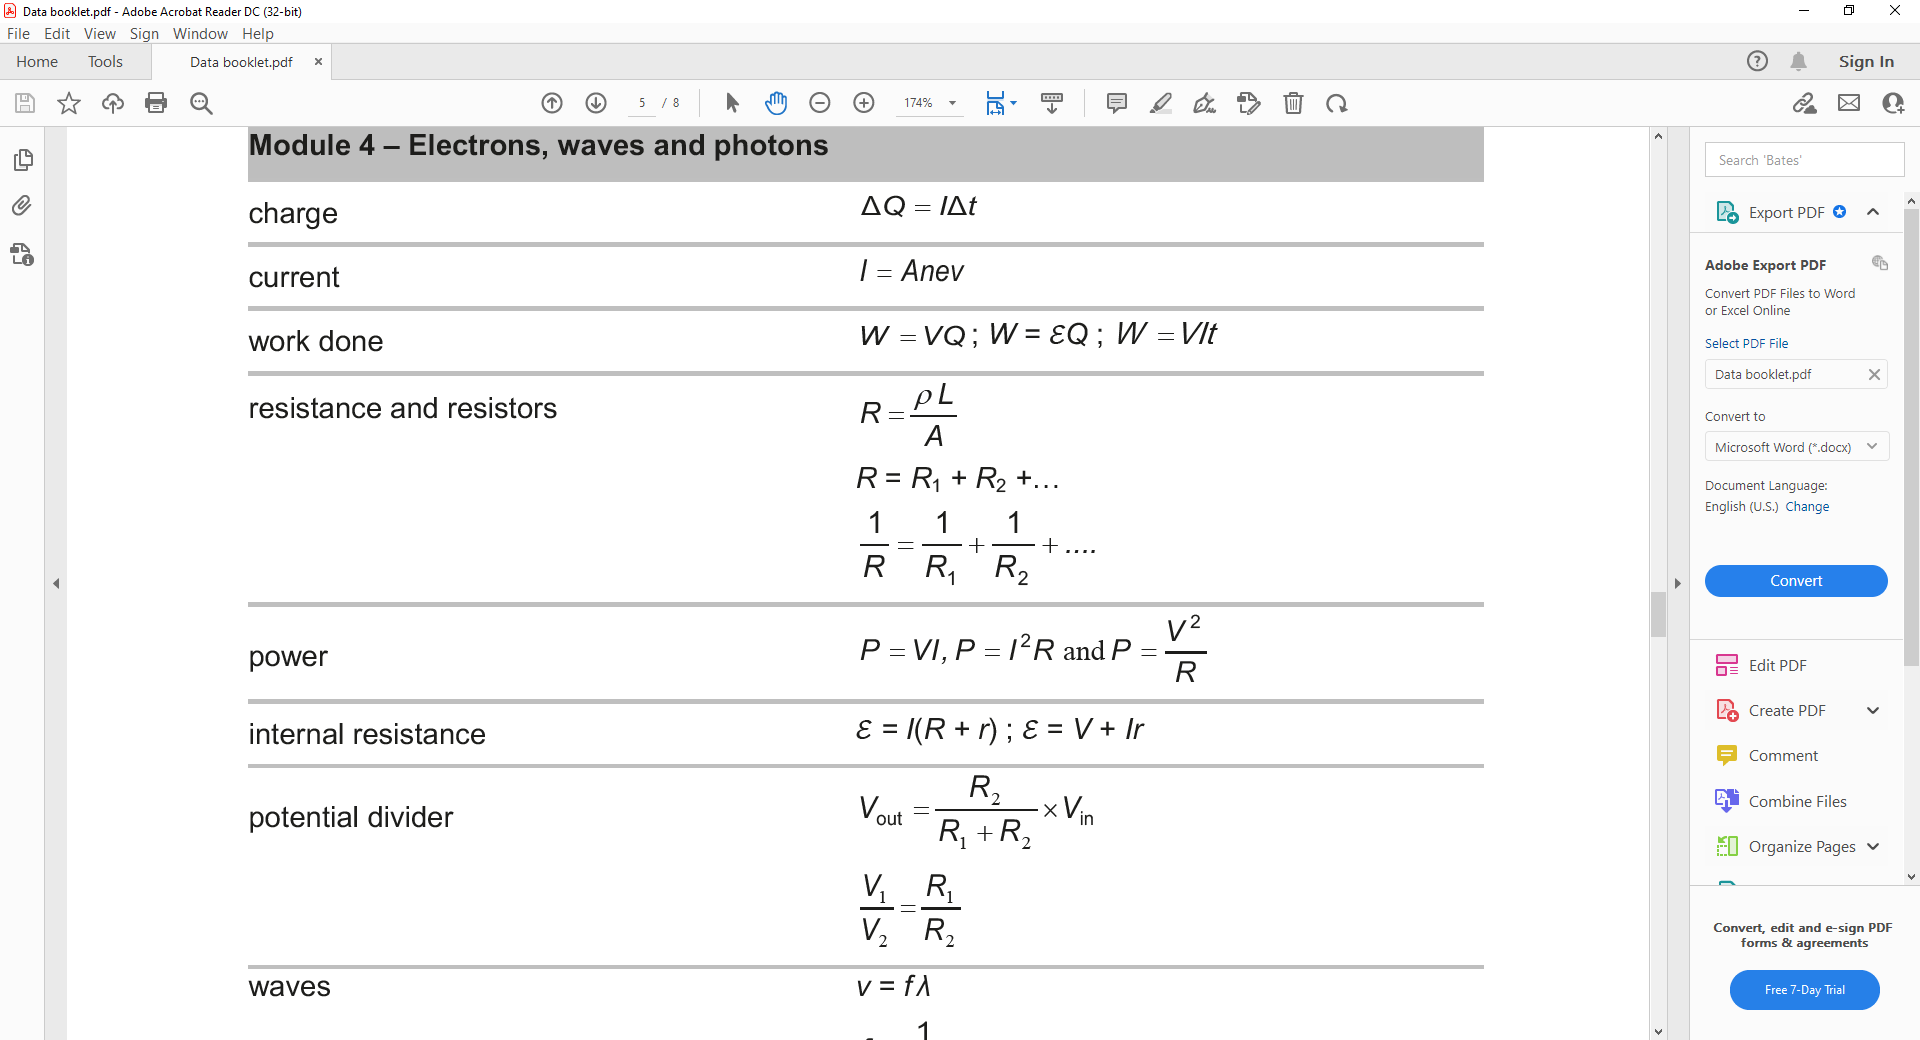 Data booklet.pdf - Adobe Acrobat Reader DC (32-bit)
File Edit View Sign Window Help
Home Tools Data booklet.pdf × Sign In
5 / 8 174%
Module 4 – Electrons, waves and photons
charge ΔQ = IΔt
current I = Anev
work done W = VQ ; W = ℰQ ; W = VIt
resistance and resistors R = ρL/A
R = R₁ + R₂ +…
1/R = 1/R₁ + 1/R₂ + ....
power P = VI, P = I²R and P = V²/R
internal resistance ℰ = I(R + r) ; ℰ = V + Ir
potential divider V_out = R₂/(R₁ + R₂) × V_in
V₁/V₂ = R₁/R₂
waves v = fλ
1
Search 'Bates'
Export PDF
Adobe Export PDF
Convert PDF Files to Word
or Excel Online
Select PDF File
Data booklet.pdf
Convert to
Microsoft Word (*.docx)
Document Language:
English (U.S.) Change
Convert
Edit PDF
Create PDF
Comment
Combine Files
Organize Pages
Convert, edit and e-sign PDF
forms & agreements
Free 7-Day Trial